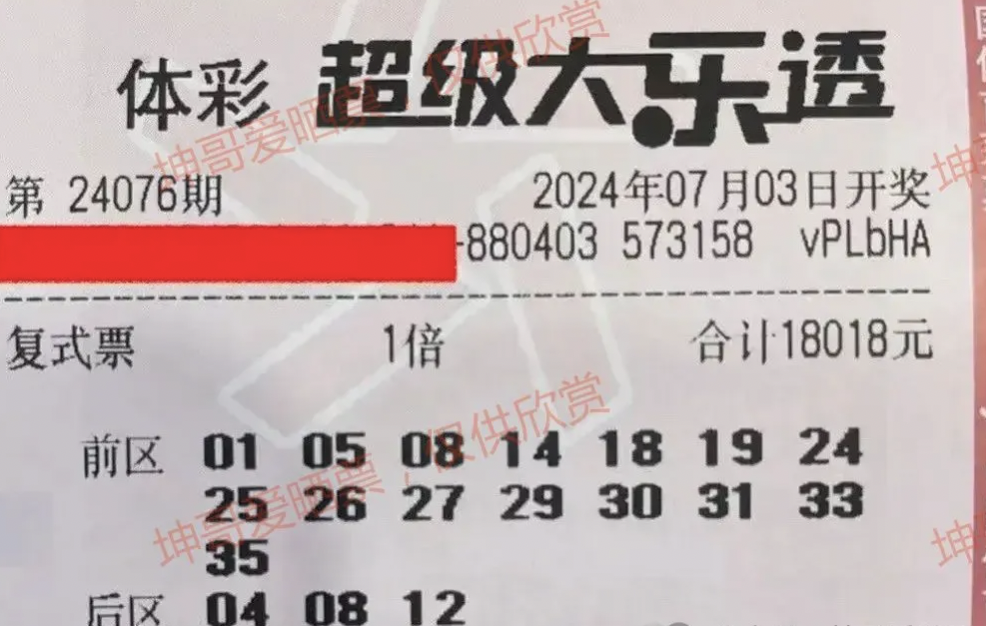 体彩 超级大乐透
第 24076期 2024年07月03日开奖
-880403 573158 vPLbHA
复式票 1倍 合计18018元
前区 01 05 08 14 18 19 24
25 26 27 29 30 31 33
35
后区 04 08 12
坤哥爱晒票，仅供欣赏
坤哥爱晒票，仅供欣赏
坤
坤